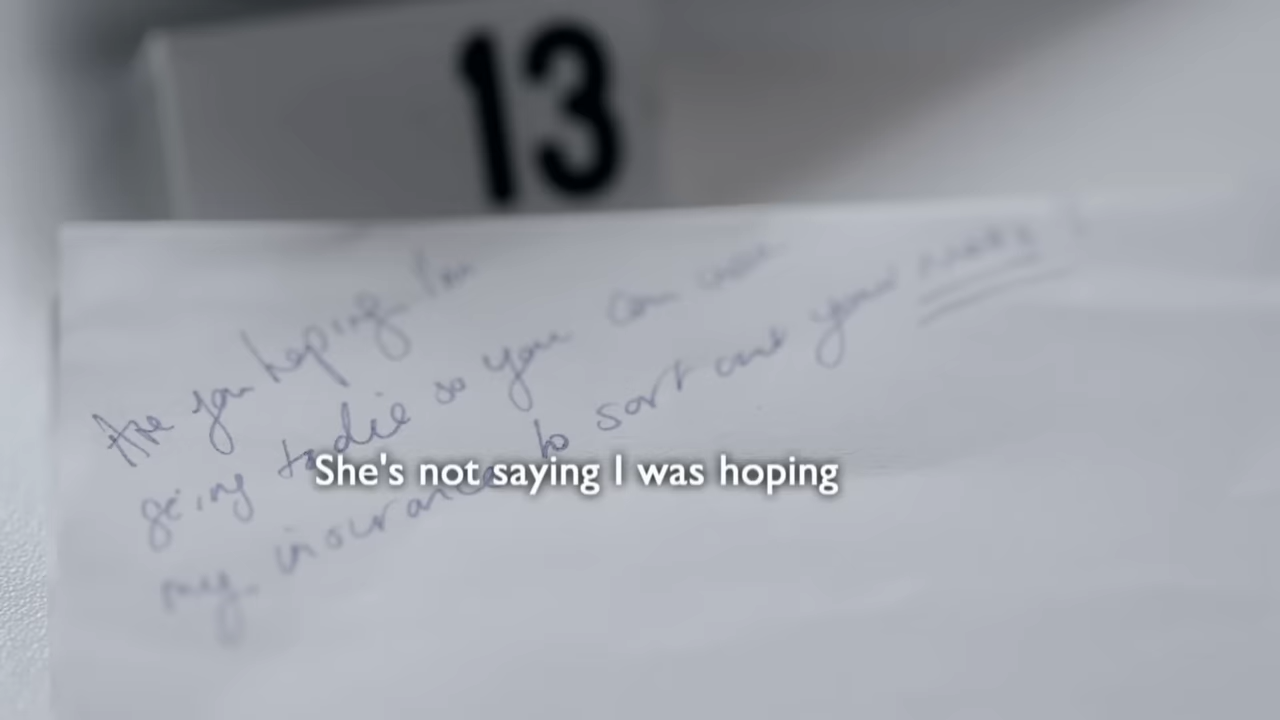 13
Are you hoping I'm
going to die so you can use
my insurance to sort out your
She's not saying I was hoping